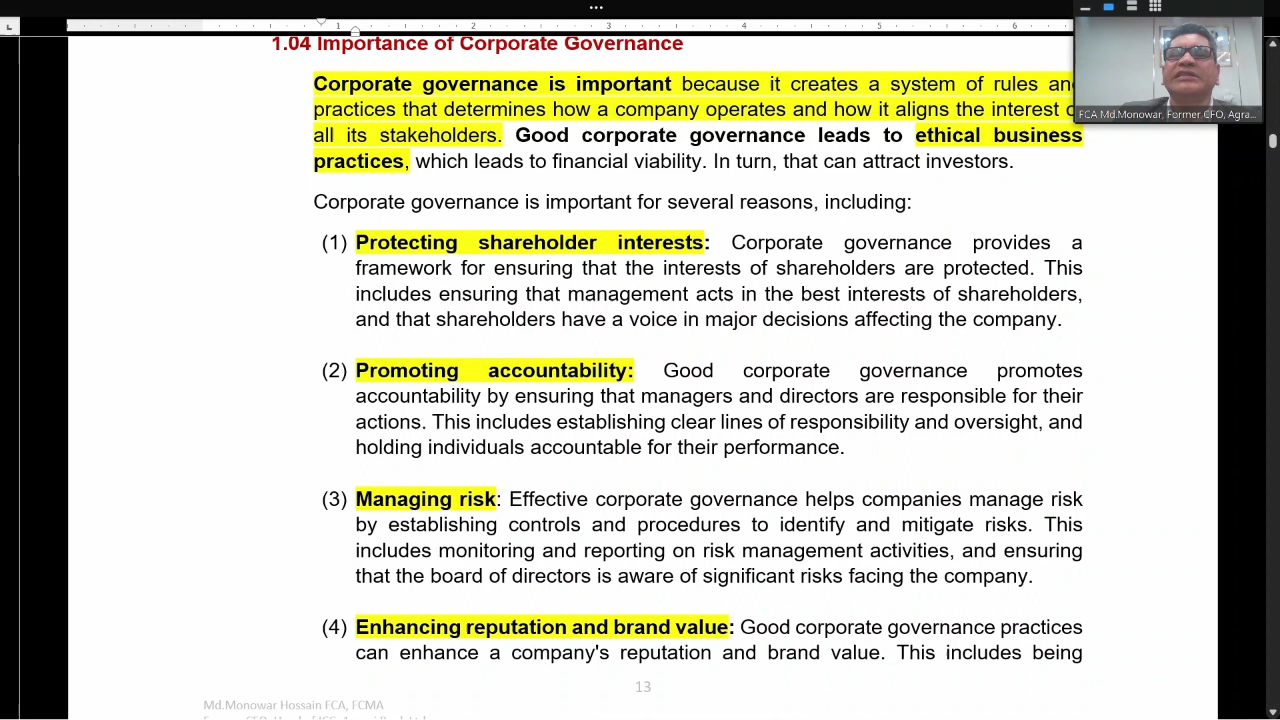 1
2
3
4
5
6
1.04 Importance of Corporate Governance
Corporate governance is important because it creates a system of rules and
practices that determines how a company operates and how it aligns the interest
all its stakeholders. Good corporate governance leads to ethical business
practices, which leads to financial viability. In turn, that can attract investors.
FCA Md.Monowar, Former CFO, Agra...
Corporate governance is important for several reasons, including:
(1) Protecting shareholder interests: Corporate governance provides a
framework for ensuring that the interests of shareholders are protected. This
includes ensuring that management acts in the best interests of shareholders,
and that shareholders have a voice in major decisions affecting the company.
(2) Promoting accountability: Good corporate governance promotes
accountability by ensuring that managers and directors are responsible for their
actions. This includes establishing clear lines of responsibility and oversight, and
holding individuals accountable for their performance.
(3) Managing risk: Effective corporate governance helps companies manage risk
by establishing controls and procedures to identify and mitigate risks. This
includes monitoring and reporting on risk management activities, and ensuring
that the board of directors is aware of significant risks facing the company.
(4) Enhancing reputation and brand value: Good corporate governance practices
can enhance a company's reputation and brand value. This includes being
13
Md.Monowar Hossain FCA, FCMA